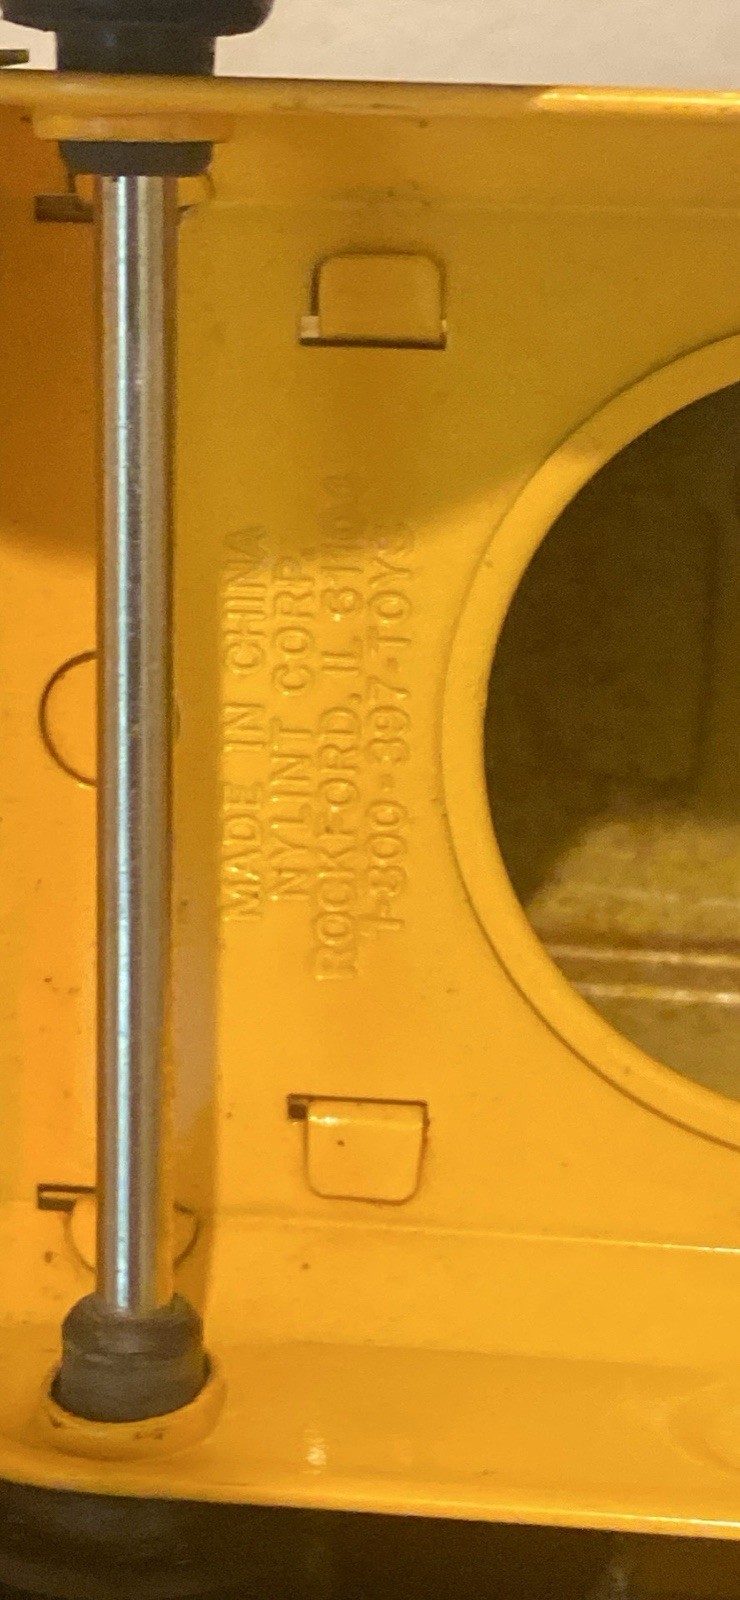 MADE IN CHINA
NYLINT CORP.
ROCKFORD, IL 61104
1-800-397-TOYS